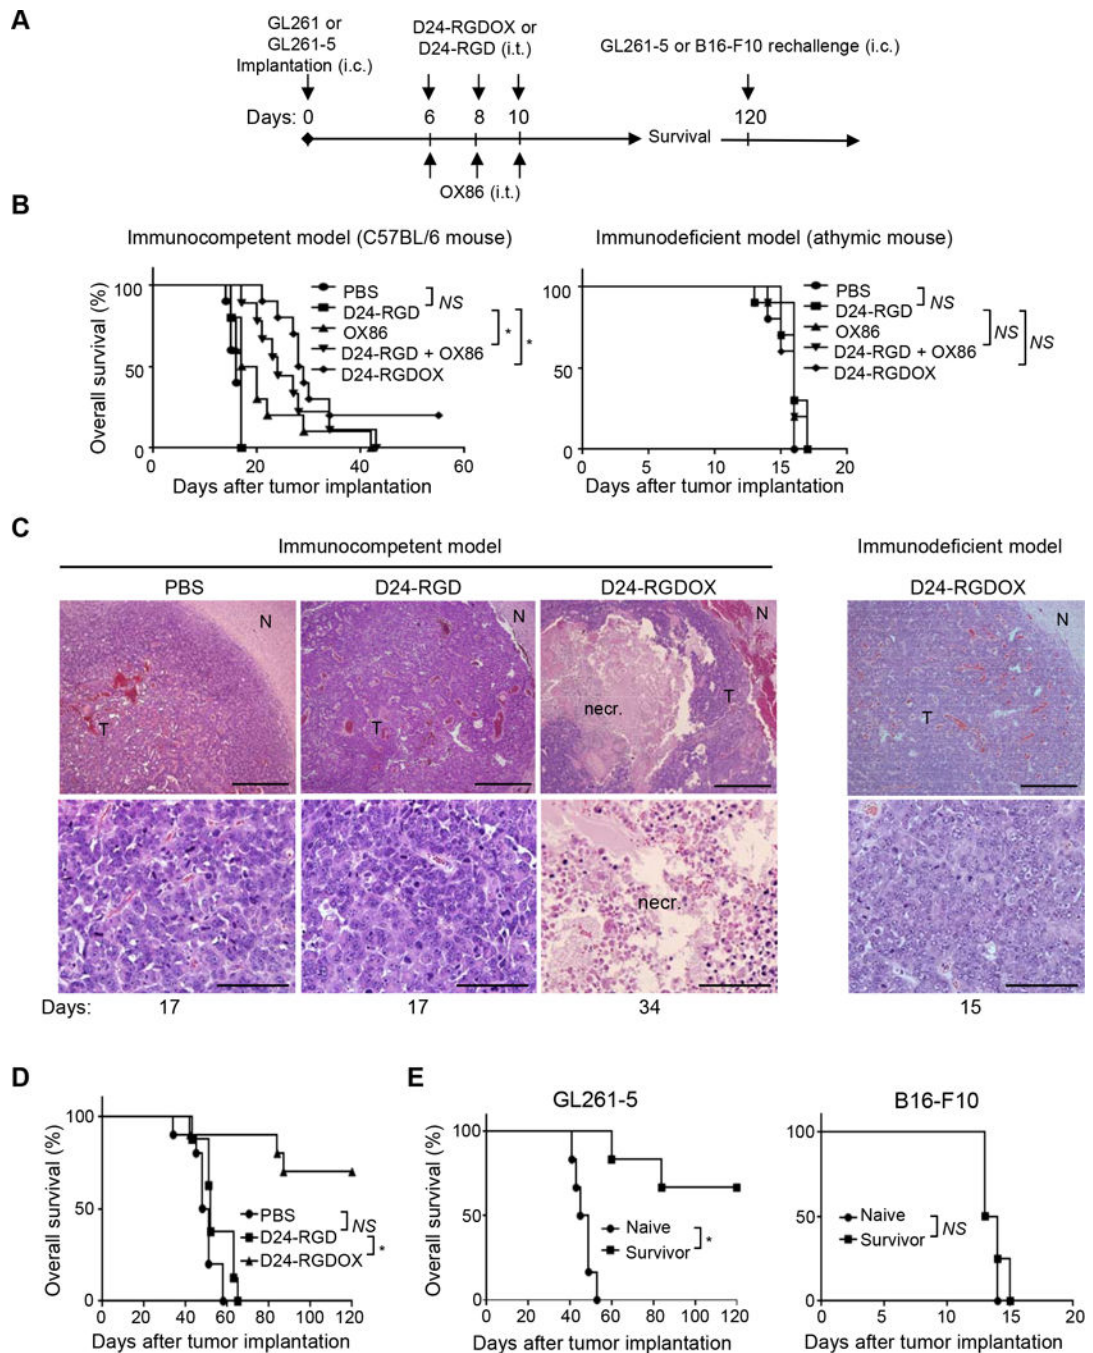 A
GL261 or
GL261-5
Implantation (i.c.)
D24-RGDOX or
D24-RGD (i.t.)
GL261-5 or B16-F10 rechallenge (i.c.)
Days: 0 6 8 10 Survival 120
OX86 (i.t.)
B
Immunocompetent model (C57BL/6 mouse)
Overall survival (%)
100
50
0
0 20 40 60
Days after tumor implantation
PBS
D24-RGD
OX86
D24-RGD + OX86
D24-RGDOX
NS
*
*
Immunodeficient model (athymic mouse)
100
50
0
0 5 10 15 20
Days after tumor implantation
PBS
D24-RGD
OX86
D24-RGD + OX86
D24-RGDOX
NS
NS
NS
C
Immunocompetent model
Immunodeficient model
PBS
D24-RGD
D24-RGDOX
D24-RGDOX
N
T
N
T
N
necr.
T
N
T
necr.
Days: 17 17 34 15
D
Overall survival (%)
100
50
0
0 20 40 60 80 100 120
Days after tumor implantation
PBS
D24-RGD
D24-RGDOX
NS
*
E
GL261-5
Overall survival (%)
100
50
0
0 20 40 60 80 100 120
Days after tumor implantation
Naive
Survivor
*
B16-F10
100
50
0
0 5 10 15 20
Days after tumor implantation
Naive
Survivor
NS